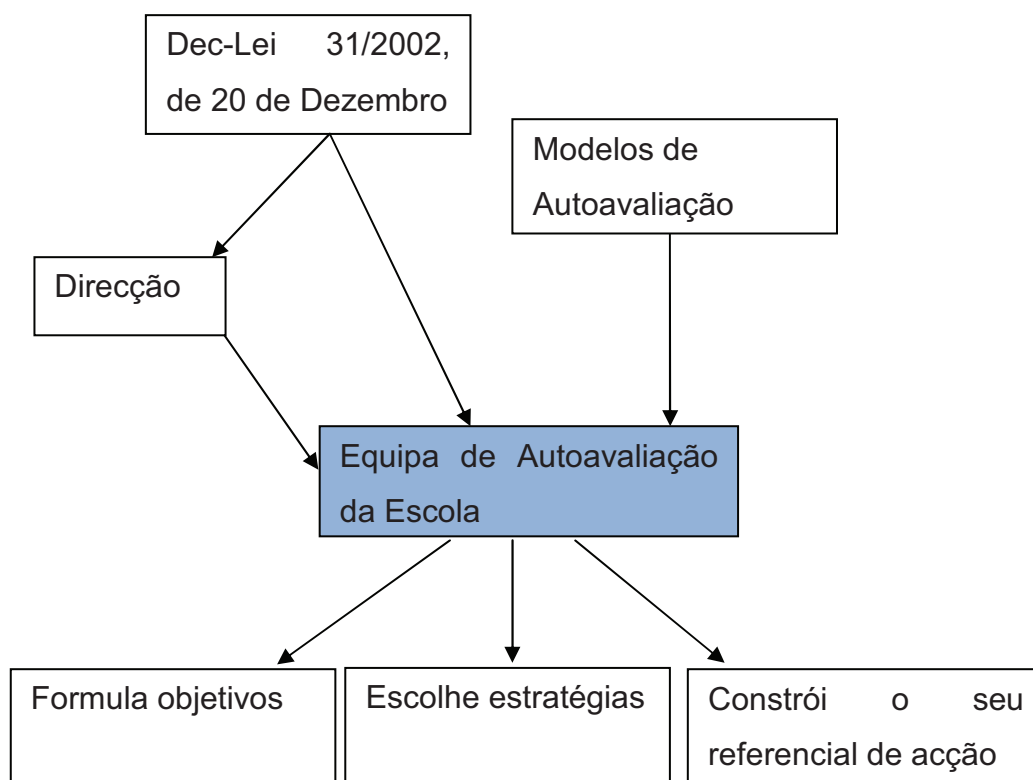 Dec-Lei 31/2002,
de 20 de Dezembro
Modelos de
Autoavaliação
Direcção
Equipa de Autoavaliação
da Escola
Formula objetivos
Escolhe estratégias
Constrói o seu
referencial de acção